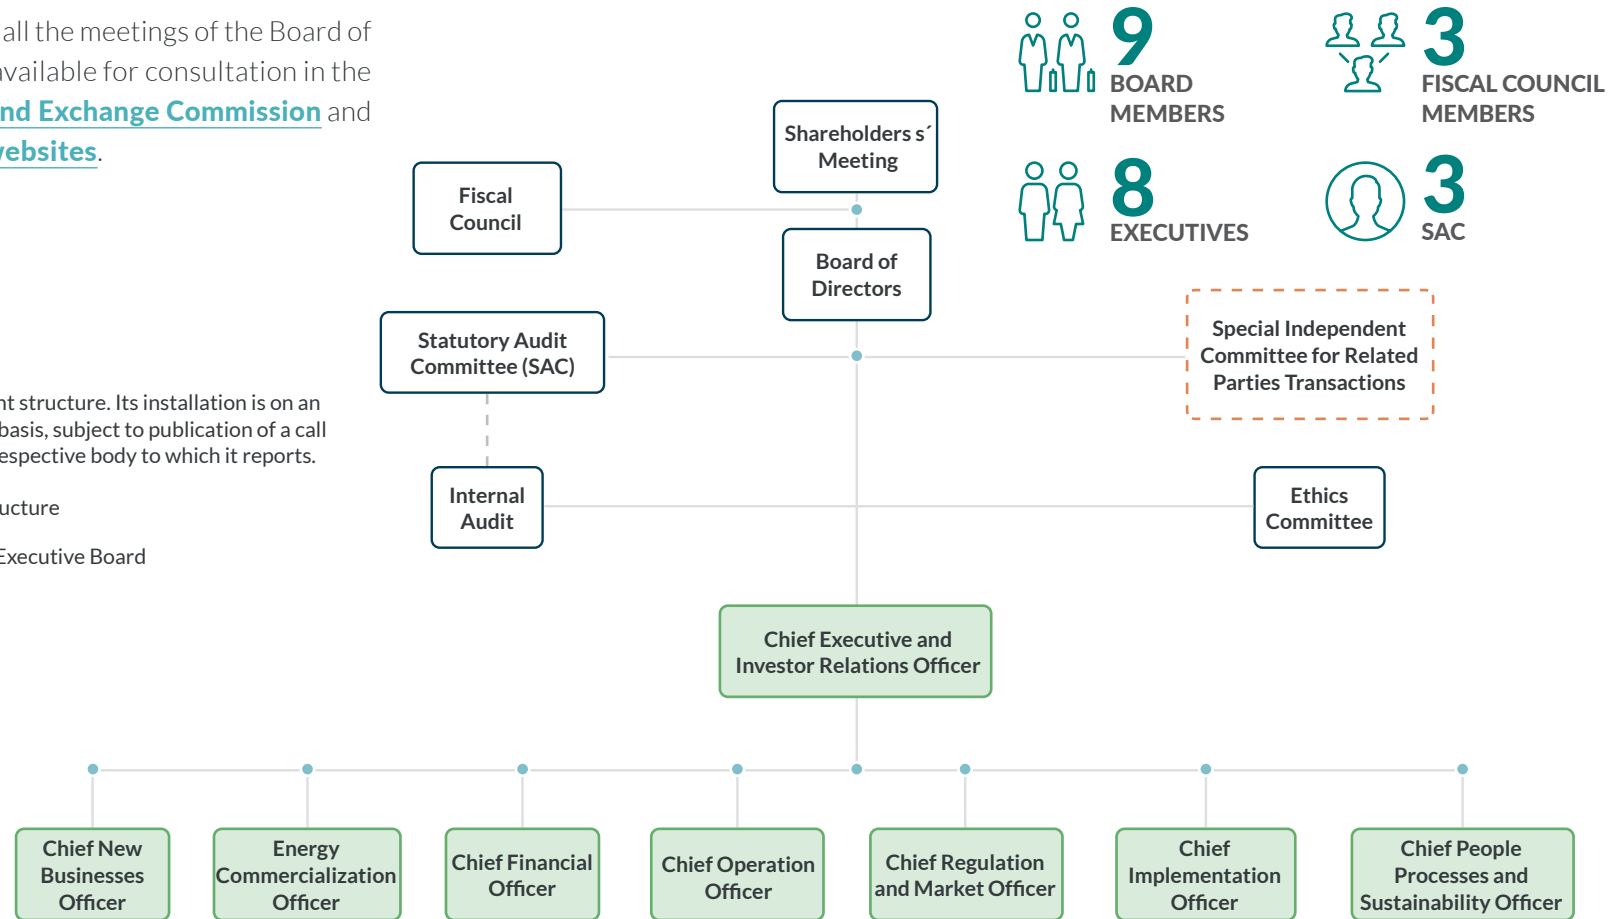 all the meetings of the Board of
available for consultation in the
nd Exchange Commission and
websites.
9
BOARD
MEMBERS
3
FISCAL COUNCIL
MEMBERS
8
EXECUTIVES
3
SAC
Shareholders s´
Meeting
Fiscal
Council
Board of
Directors
Statutory Audit
Committee (SAC)
Special Independent
Committee for Related
Parties Transactions
nt structure. Its installation is on an
basis, subject to publication of a call
espective body to which it reports.
ucture
Executive Board
Internal
Audit
Ethics
Committee
Chief Executive and
Investor Relations Officer
Chief New
Businesses
Officer
Energy
Commercialization
Officer
Chief Financial
Officer
Chief Operation
Officer
Chief Regulation
and Market Officer
Chief
Implementation
Officer
Chief People
Processes and
Sustainability Officer